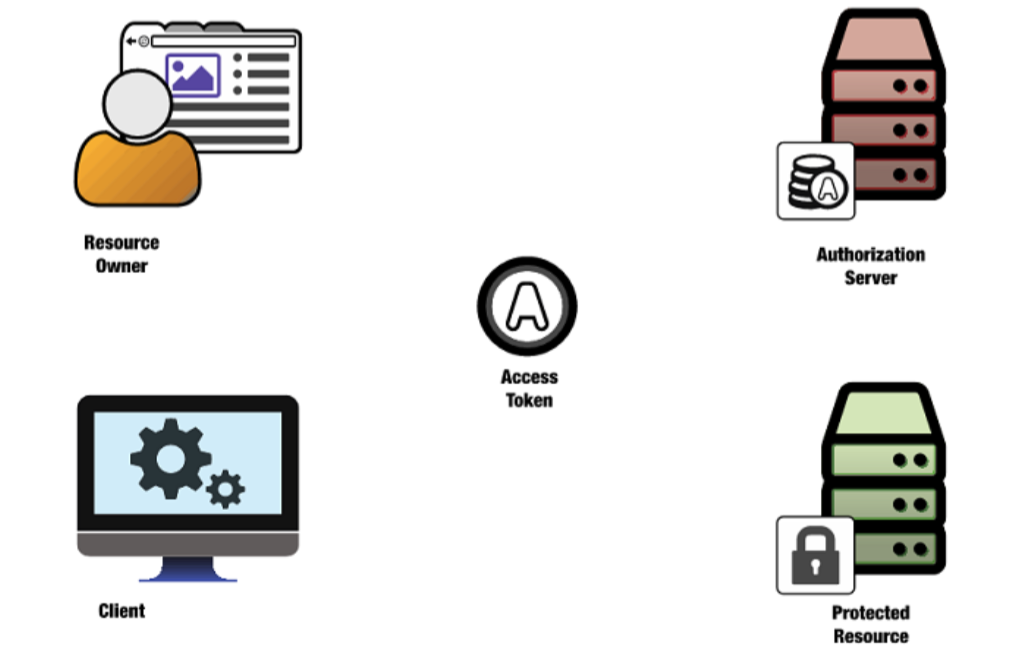 Resource
Owner
Authorization
Server
A
A
Access
Token
Client
Protected
Resource